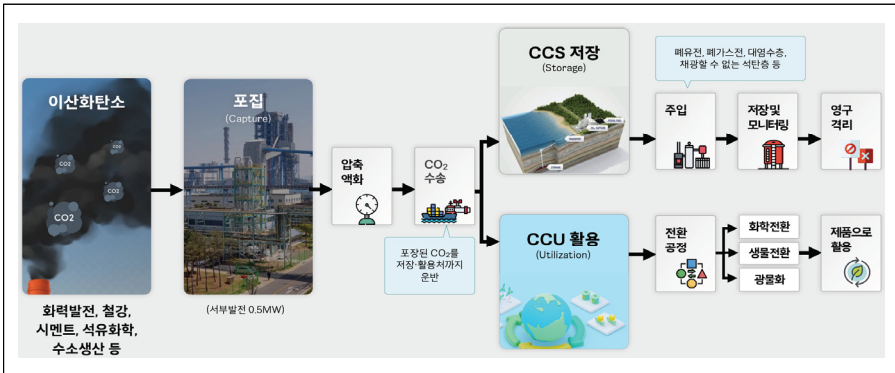 이산화탄소
CO2
CO2
CO2
CO2
화력발전, 철강,
시멘트, 석유화학,
수소생산 등
포집
(Capture)
(서부발전 0.5MW)
압축
액화
CO₂
수송
포장된 CO₂를
저장·활용처까지
운반
CCS 저장
(Storage)
폐유전, 폐가스전, 대염수층,
채광할 수 없는 석탄층 등
주입
저장 및
모니터링
영구
격리
CCU 활용
(Utilization)
전환
공정
화학전환
생물전환
광물화
제품으로
활용